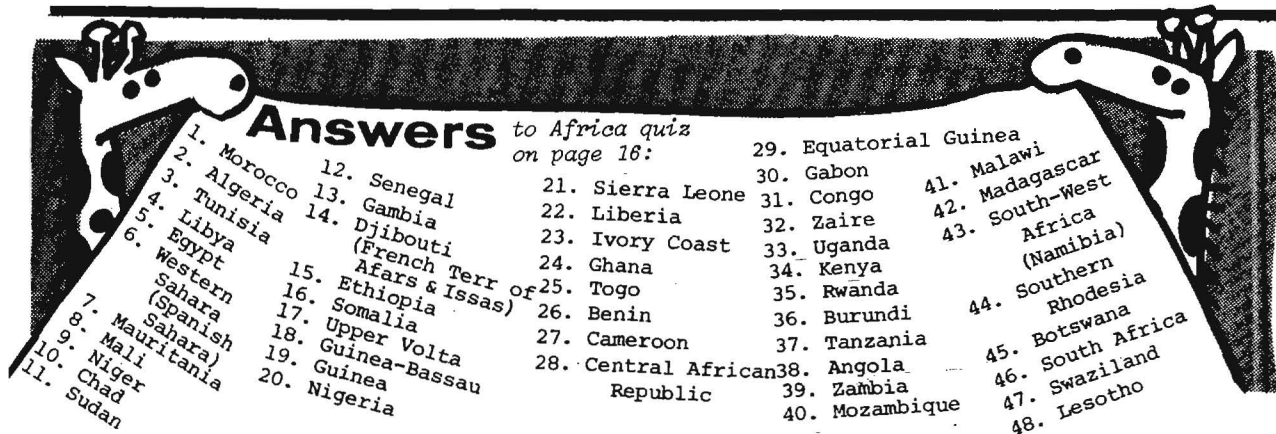 Answers to Africa quiz
on page 16:
1. Morocco
2. Algeria
3. Tunisia
4. Libya
5. Egypt
6. Western
Sahara
(Spanish
Sahara)
7. Mauritania
8. Mali
9. Niger
10. Chad
11. Sudan
12. Senegal
13. Gambia
14. Djibouti
(French Terr of
Afars & Issas)
15. Ethiopia
16. Somalia
17. Upper Volta
18. Guinea-Bassau
19. Guinea
20. Nigeria
21. Sierra Leone
22. Liberia
23. Ivory Coast
24. Ghana
25. Togo
26. Benin
27. Cameroon
28. Central African
Republic
29. Equatorial Guinea
30. Gabon
31. Congo
32. Zaire
33. Uganda
34. Kenya
35. Rwanda
36. Burundi
37. Tanzania
38. Angola
39. Zambia
40. Mozambique
41. Malawi
42. Madagascar
43. South-West
Africa
(Namibia)
44. Southern
Rhodesia
45. Botswana
46. South Africa
47. Swaziland
48. Lesotho